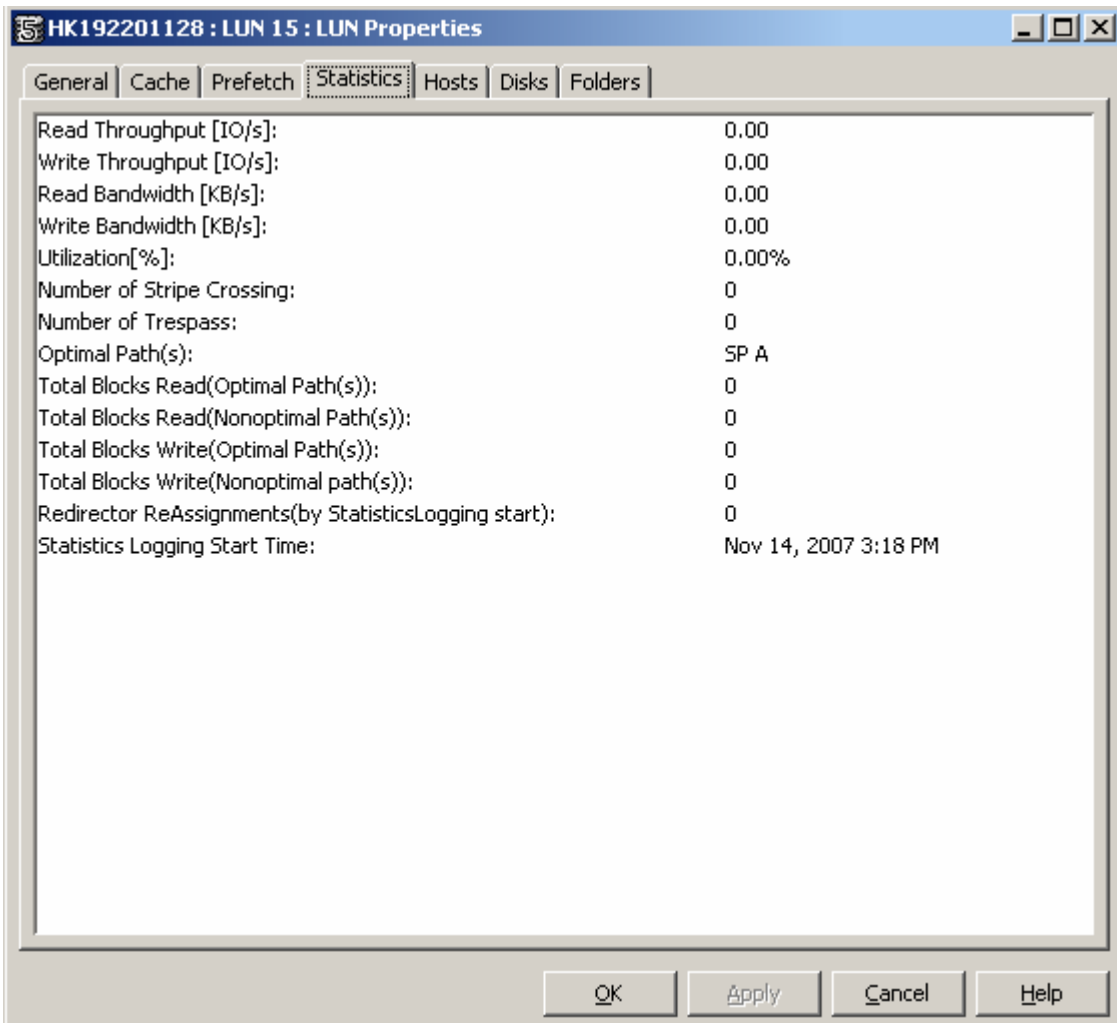 HK192201128 : LUN 15 : LUN Properties
General Cache Prefetch Statistics Hosts Disks Folders
Read Throughput [IO/s]: 0.00
Write Throughput [IO/s]: 0.00
Read Bandwidth [KB/s]: 0.00
Write Bandwidth [KB/s]: 0.00
Utilization[%]: 0.00%
Number of Stripe Crossing: 0
Number of Trespass: 0
Optimal Path(s): SP A
Total Blocks Read(Optimal Path(s)): 0
Total Blocks Read(Nonoptimal Path(s)): 0
Total Blocks Write(Optimal Path(s)): 0
Total Blocks Write(Nonoptimal path(s)): 0
Redirector ReAssignments(by StatisticsLogging start): 0
Statistics Logging Start Time: Nov 14, 2007 3:18 PM
OK Apply Cancel Help